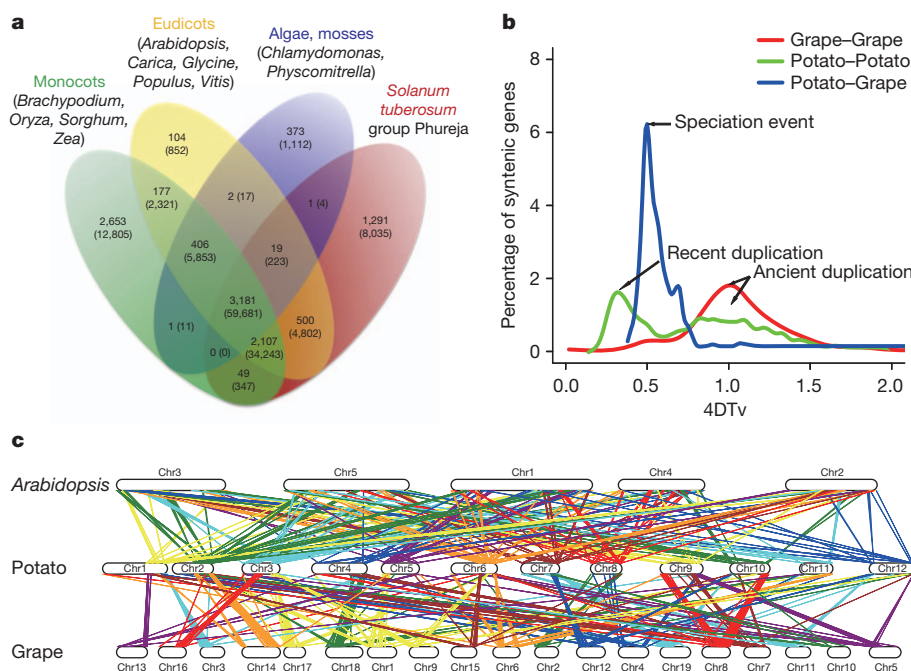 a
Eudicots
(Arabidopsis,
Carica, Glycine,
Populus, Vitis)
Algae, mosses
(Chlamydomonas,
Physcomitrella)
Monocots
(Brachypodium,
Oryza, Sorghum,
Zea)
Solanum
tuberosum
group Phureja
104
(852)
373
(1,112)
177
(2,321)
2 (17)
1 (4)
2,653
(12,805)
1,291
(8,035)
406
(5,853)
19
(223)
3,181
(59,681)
500
(4,802)
1 (11)
0 (0)
2,107
(34,243)
49
(347)
b
Percentage of syntenic genes
8
6
4
2
0
Grape–Grape
Potato–Potato
Potato–Grape
Speciation event
Recent duplication
Ancient duplication
0.0 0.5 1.0 1.5 2.0
4DTv
c
Arabidopsis
Chr3 Chr5 Chr1 Chr4 Chr2
Potato
Chr1 Chr2 Chr3 Chr4 Chr5 Chr6 Chr7 Chr8 Chr9 Chr10 Chr11 Chr12
Grape
Chr13 Chr16 Chr3 Chr14 Chr17 Chr18 Chr1 Chr9 Chr15 Chr6 Chr2 Chr12 Chr4 Chr19 Chr8 Chr7 Chr11 Chr10 Chr5